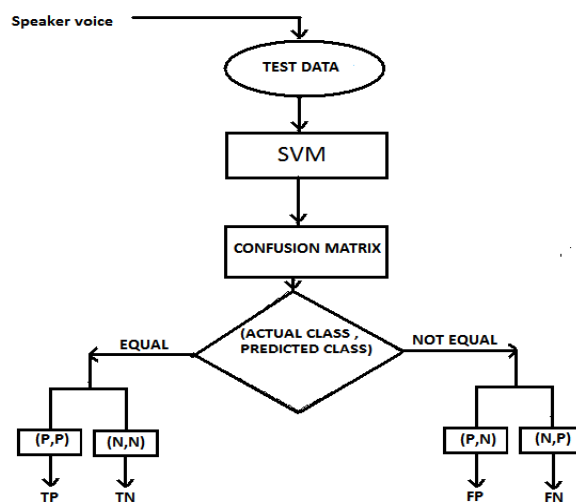 Speaker voice
TEST DATA
SVM
CONFUSION MATRIX
(ACTUAL CLASS ,
PREDICTED CLASS)
EQUAL
NOT EQUAL
(P,P)
(N,N)
(P,N)
(N,P)
TP
TN
FP
FN